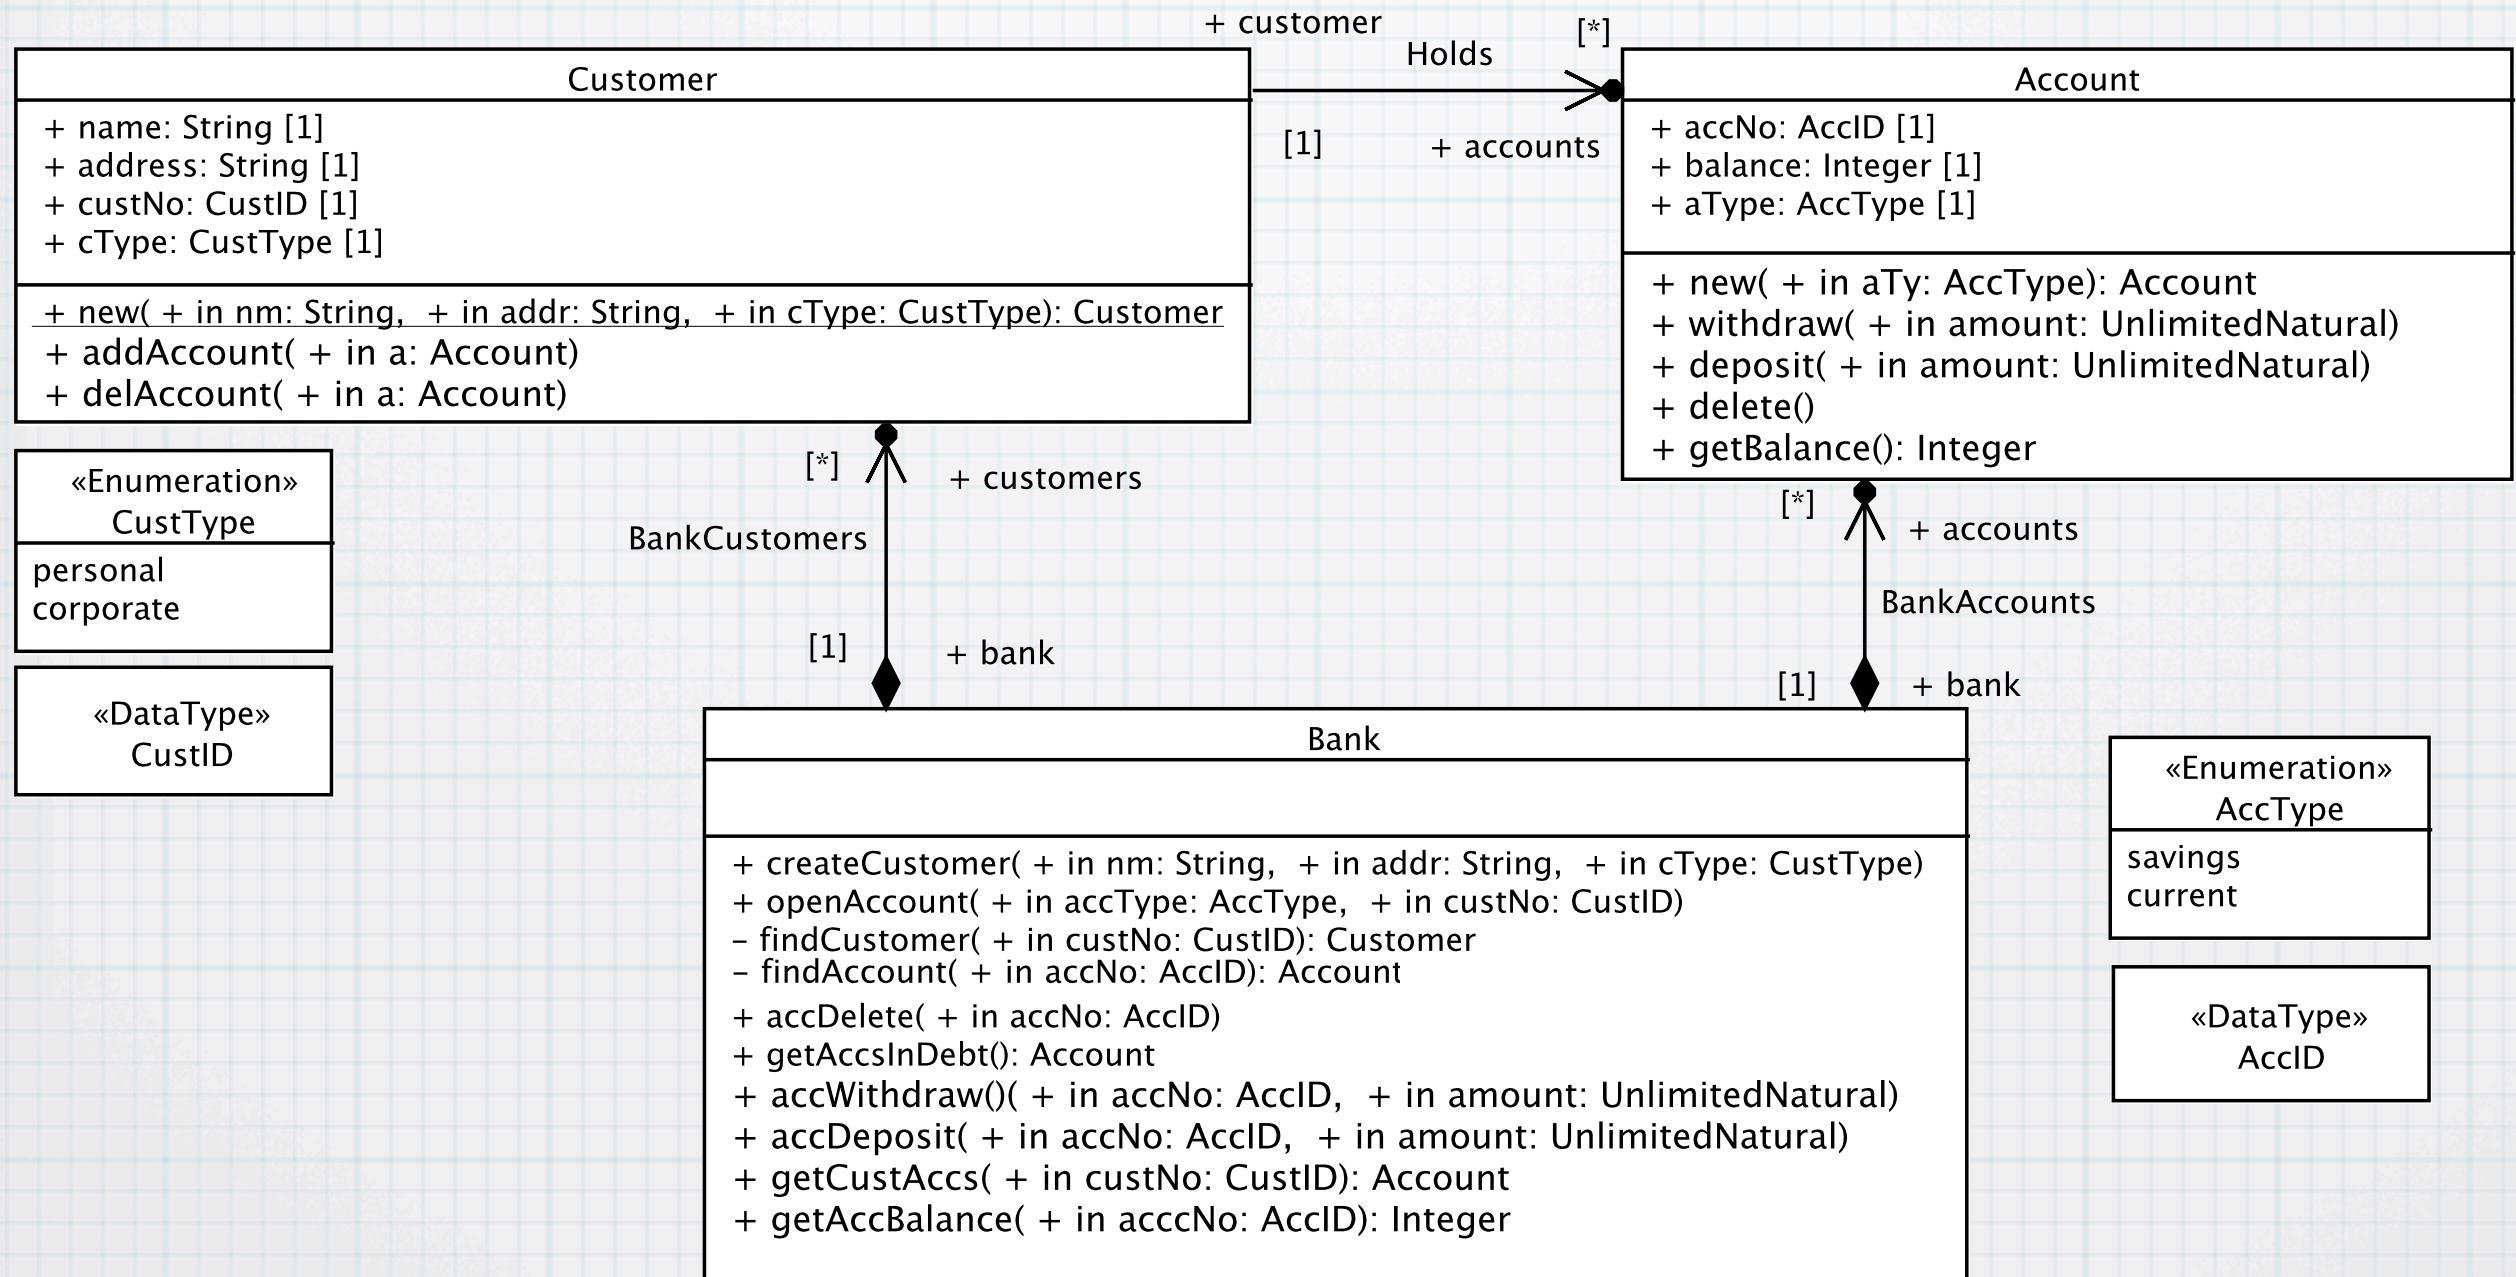 + customer
[*]
Holds
Customer
+ name: String [1]
+ address: String [1]
+ custNo: CustID [1]
+ cType: CustType [1]
+ new( + in nm: String,  + in addr: String,  + in cType: CustType): Customer
+ addAccount( + in a: Account)
+ delAccount( + in a: Account)
[1]
+ accounts
Account
+ accNo: AccID [1]
+ balance: Integer [1]
+ aType: AccType [1]
+ new( + in aTy: AccType): Account
+ withdraw( + in amount: UnlimitedNatural)
+ deposit( + in amount: UnlimitedNatural)
+ delete()
+ getBalance(): Integer
«Enumeration»
CustType
personal
corporate
«DataType»
CustID
[*]
+ customers
BankCustomers
[1]
+ bank
[*]
+ accounts
BankAccounts
[1]
+ bank
Bank
+ createCustomer( + in nm: String,  + in addr: String,  + in cType: CustType)
+ openAccount( + in accType: AccType,  + in custNo: CustID)
– findCustomer( + in custNo: CustID): Customer
– findAccount( + in accNo: AccID): Account
+ accDelete( + in accNo: AccID)
+ getAccsInDebt(): Account
+ accWithdraw()( + in accNo: AccID,  + in amount: UnlimitedNatural)
+ accDeposit( + in accNo: AccID,  + in amount: UnlimitedNatural)
+ getCustAccs( + in custNo: CustID): Account
+ getAccBalance( + in acccNo: AccID): Integer
«Enumeration»
AccType
savings
current
«DataType»
AccID